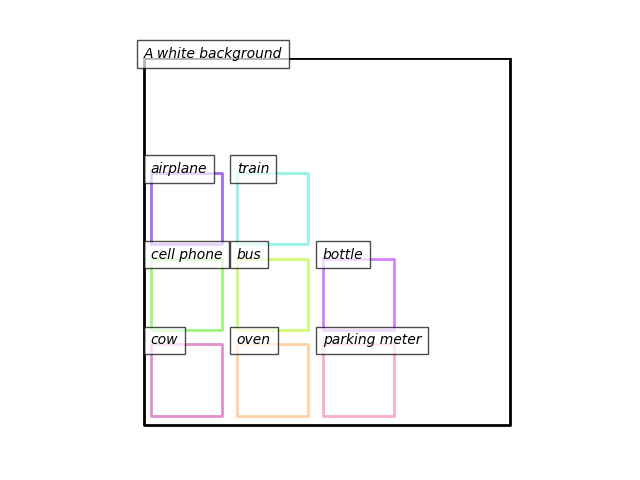 A white background
airplane
train
cell phone
bus
bottle
cow
oven
parking meter